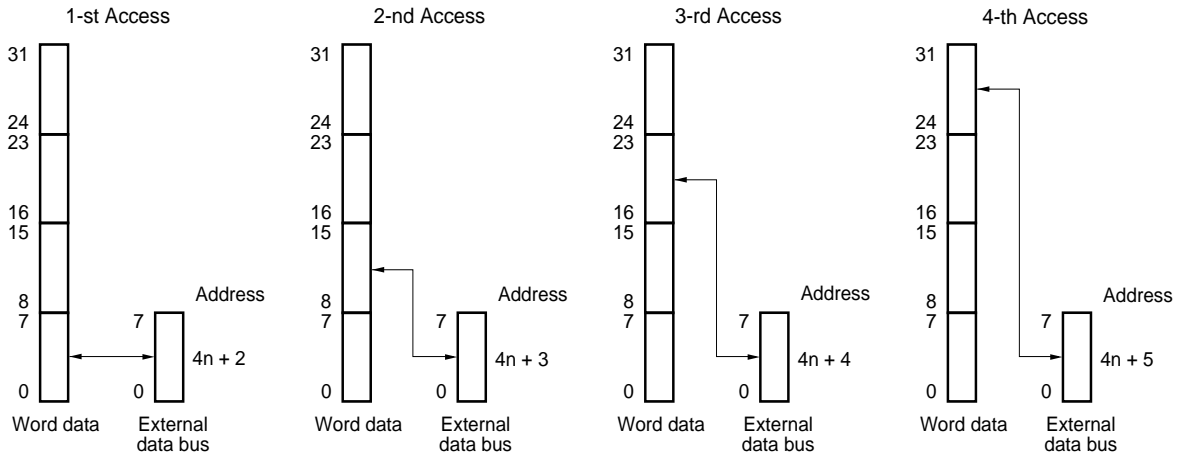 1-st Access
31
24
23
16
15
8
7
0
Word data
Address
7
4n + 2
0
External
data bus
2-nd Access
31
24
23
16
15
8
7
0
Word data
Address
7
4n + 3
0
External
data bus
3-rd Access
31
24
23
16
15
8
7
0
Word data
Address
7
4n + 4
0
External
data bus
4-th Access
31
24
23
16
15
8
7
0
Word data
Address
7
4n + 5
0
External
data bus